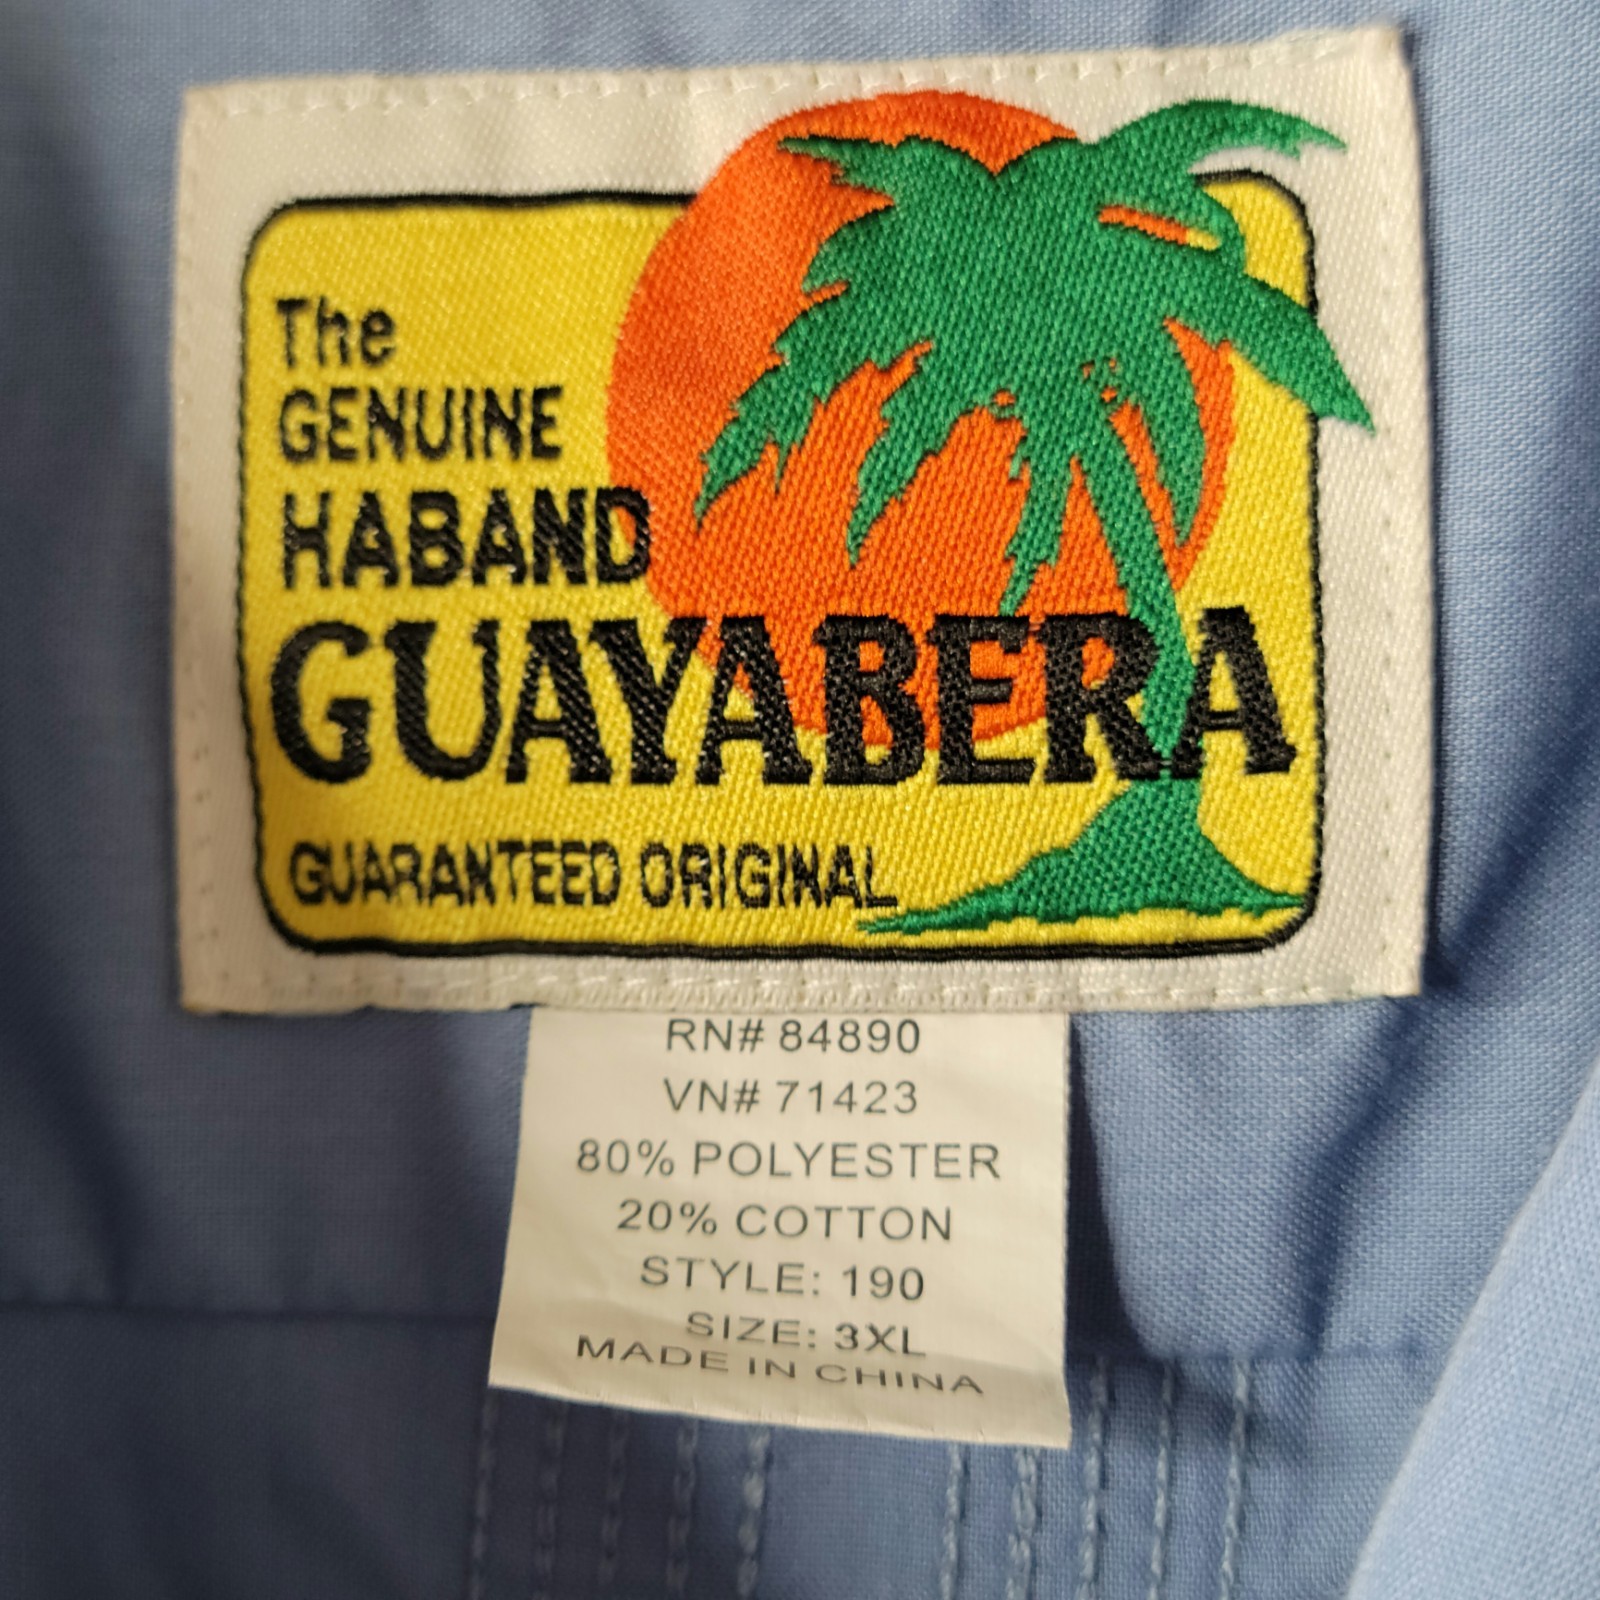 The
GENUINE
HABAND
GUAYABERA
GUARANTEED ORIGINAL
RN# 84890
VN# 71423
80% POLYESTER
20% COTTON
STYLE: 190
SIZE: 3XL
MADE IN CHINA